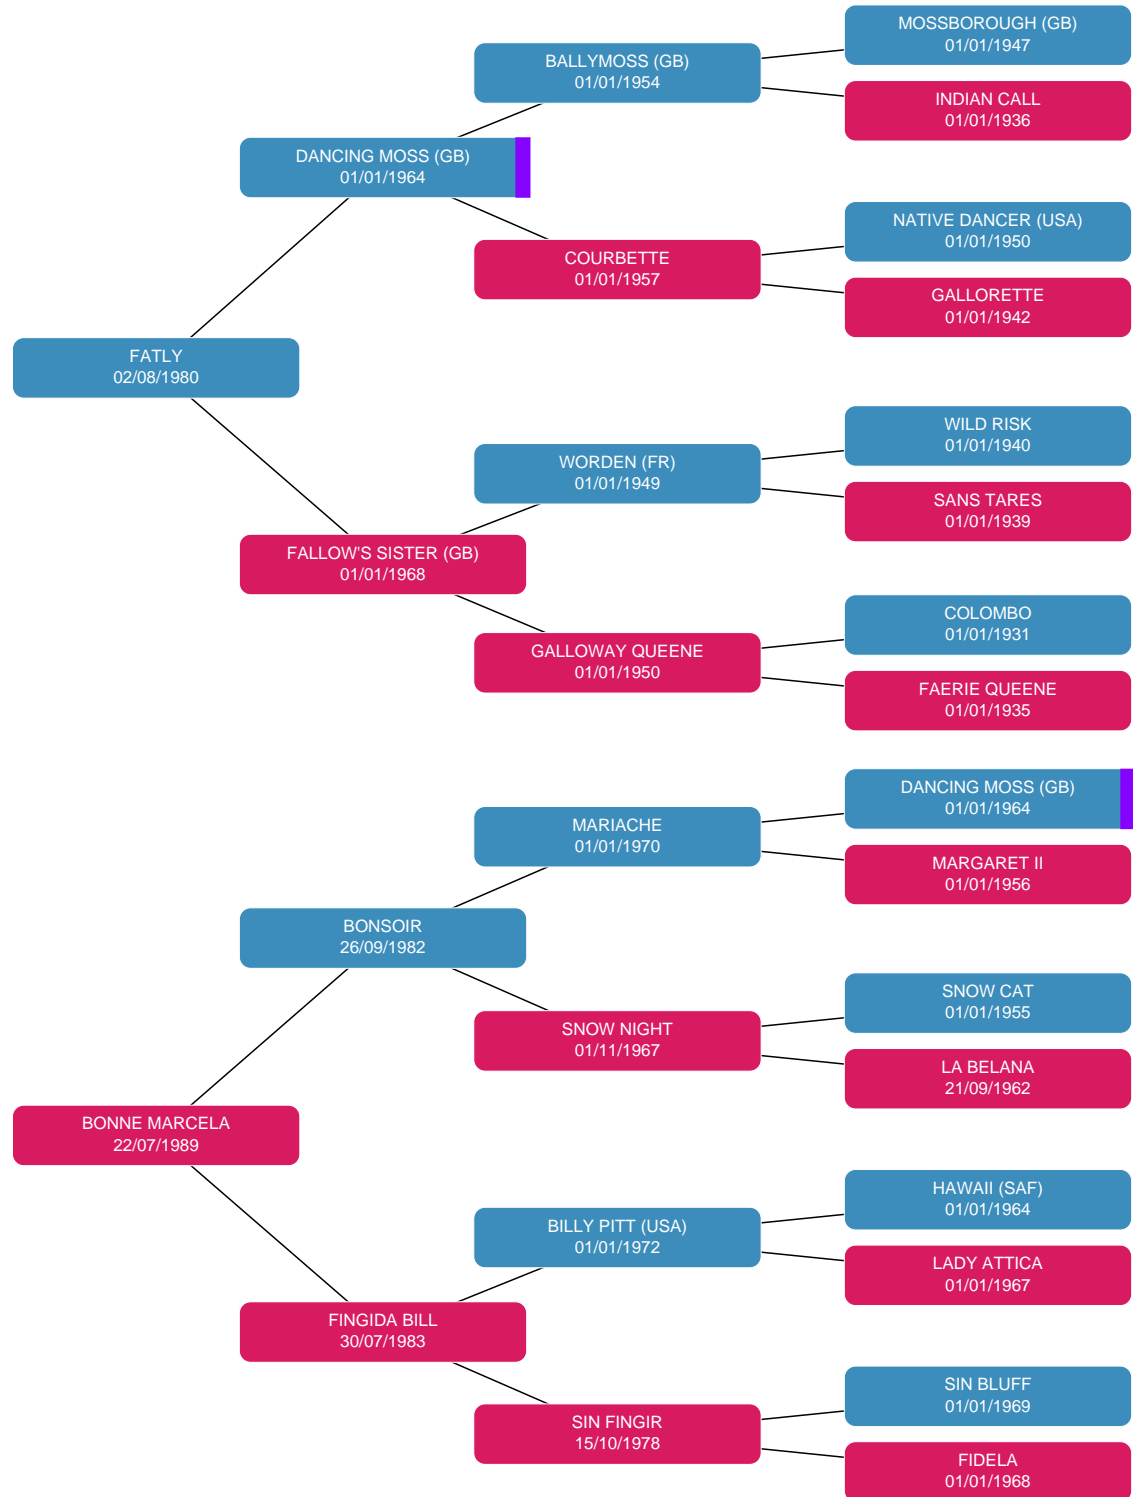 MOSSBOROUGH (GB)
01/01/1947
BALLYMOSS (GB)
01/01/1954
INDIAN CALL
01/01/1936
DANCING MOSS (GB)
01/01/1964
NATIVE DANCER (USA)
01/01/1950
COURBETTE
01/01/1957
GALLORETTE
01/01/1942
FATLY
02/08/1980
WILD RISK
01/01/1940
WORDEN (FR)
01/01/1949
SANS TARES
01/01/1939
FALLOW'S SISTER (GB)
01/01/1968
COLOMBO
01/01/1931
GALLOWAY QUEENE
01/01/1950
FAERIE QUEENE
01/01/1935
DANCING MOSS (GB)
01/01/1964
MARIACHE
01/01/1970
MARGARET II
01/01/1956
BONSOIR
26/09/1982
SNOW CAT
01/01/1955
SNOW NIGHT
01/11/1967
LA BELANA
21/09/1962
BONNE MARCELA
22/07/1989
HAWAII (SAF)
01/01/1964
BILLY PITT (USA)
01/01/1972
LADY ATTICA
01/01/1967
FINGIDA BILL
30/07/1983
SIN BLUFF
01/01/1969
SIN FINGIR
15/10/1978
FIDELA
01/01/1968